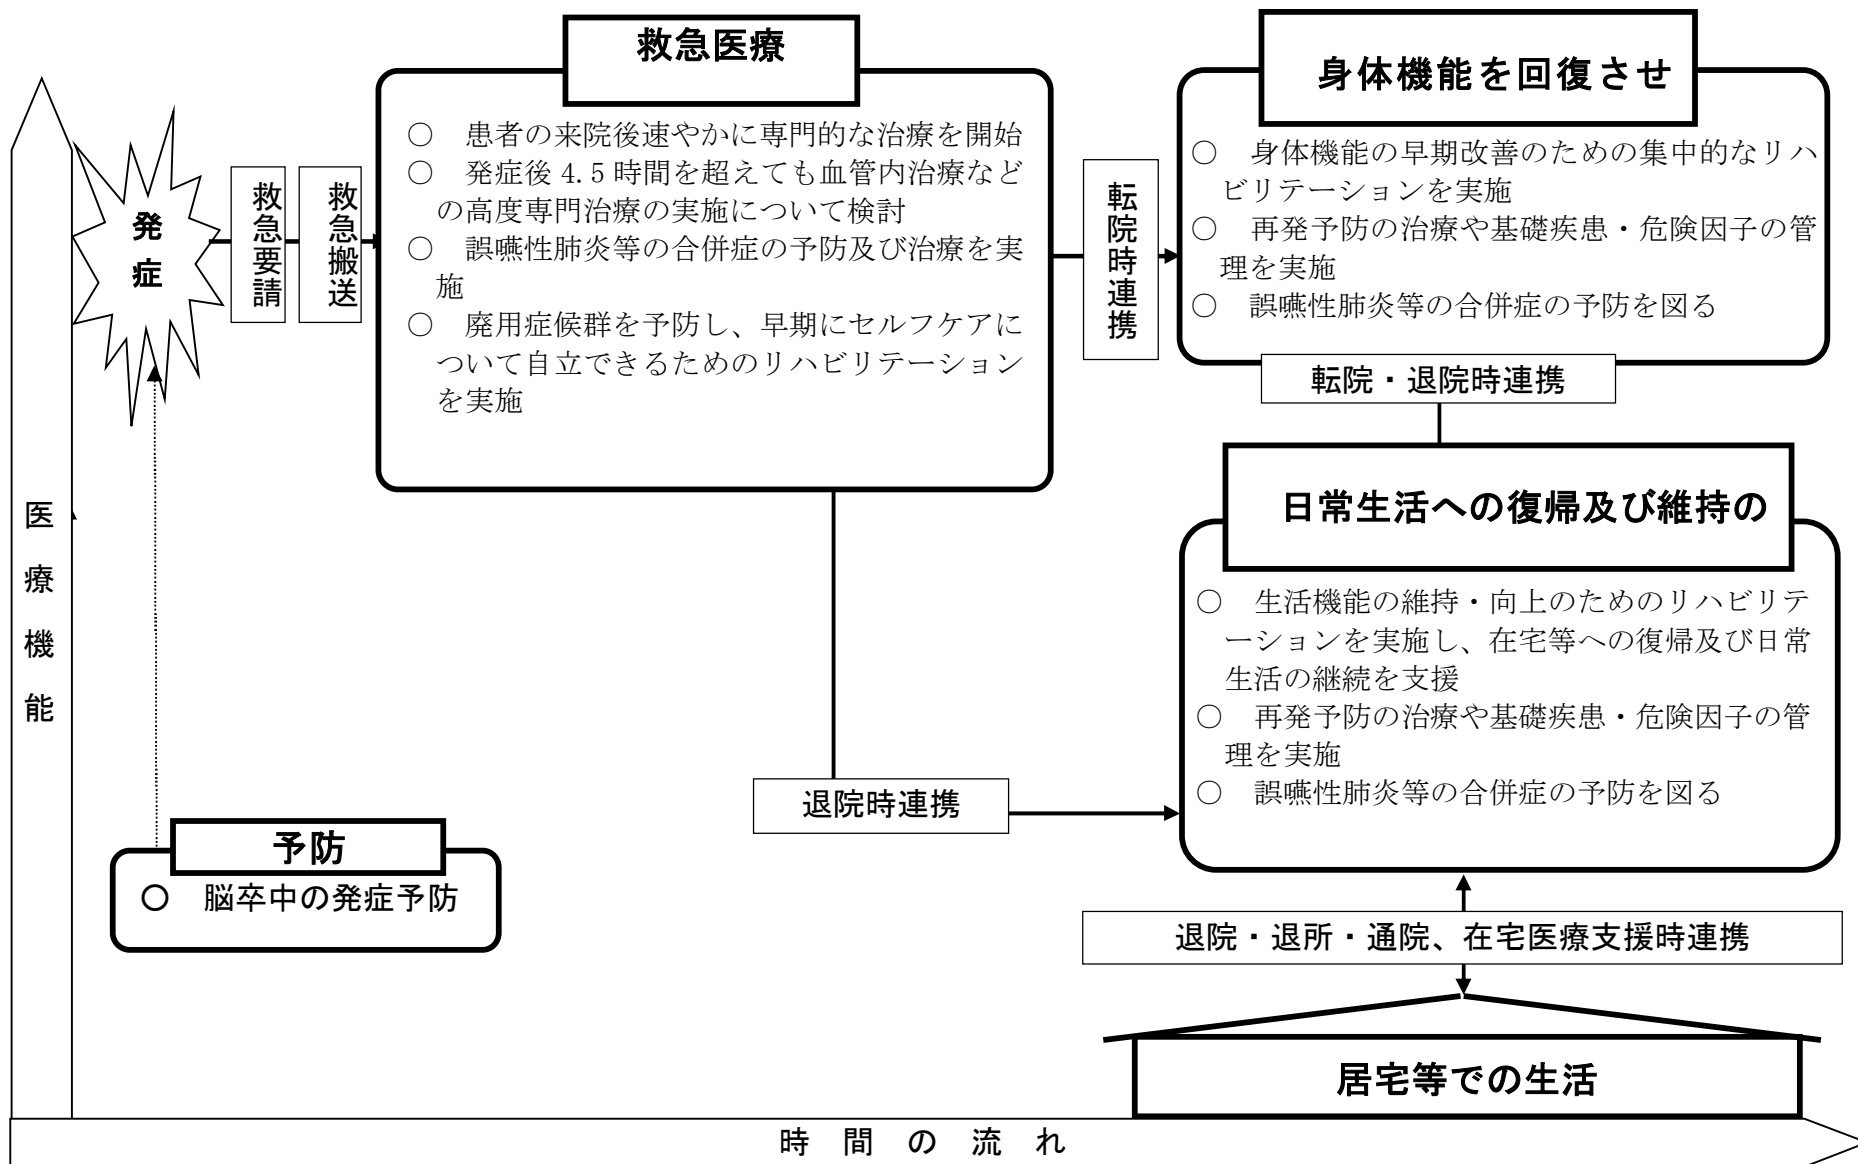 救急医療
○　患者の来院後速やかに専門的な治療を開始
○　発症後 4.5 時間を超えても血管内治療など
の高度専門治療の実施について検討
○　誤嚥性肺炎等の合併症の予防及び治療を実
施
○　廃用症候群を予防し、早期にセルフケアに
ついて自立できるためのリハビリテーション
を実施
身体機能を回復させ
○　身体機能の早期改善のための集中的なリハ
ビリテーションを実施
○　再発予防の治療や基礎疾患・危険因子の管
理を実施
○　誤嚥性肺炎等の合併症の予防を図る
発
症
救急要請
救急搬送
転院時連携
転院・退院時連携
日常生活への復帰及び維持の
○　生活機能の維持・向上のためのリハビリテ
ーションを実施し、在宅等への復帰及び日常
生活の継続を支援
○　再発予防の治療や基礎疾患・危険因子の管
理を実施
○　誤嚥性肺炎等の合併症の予防を図る
医療機能
退院時連携
予防
○　脳卒中の発症予防
退院・退所・通院、在宅医療支援時連携
居宅等での生活
時　間　の　流　れ